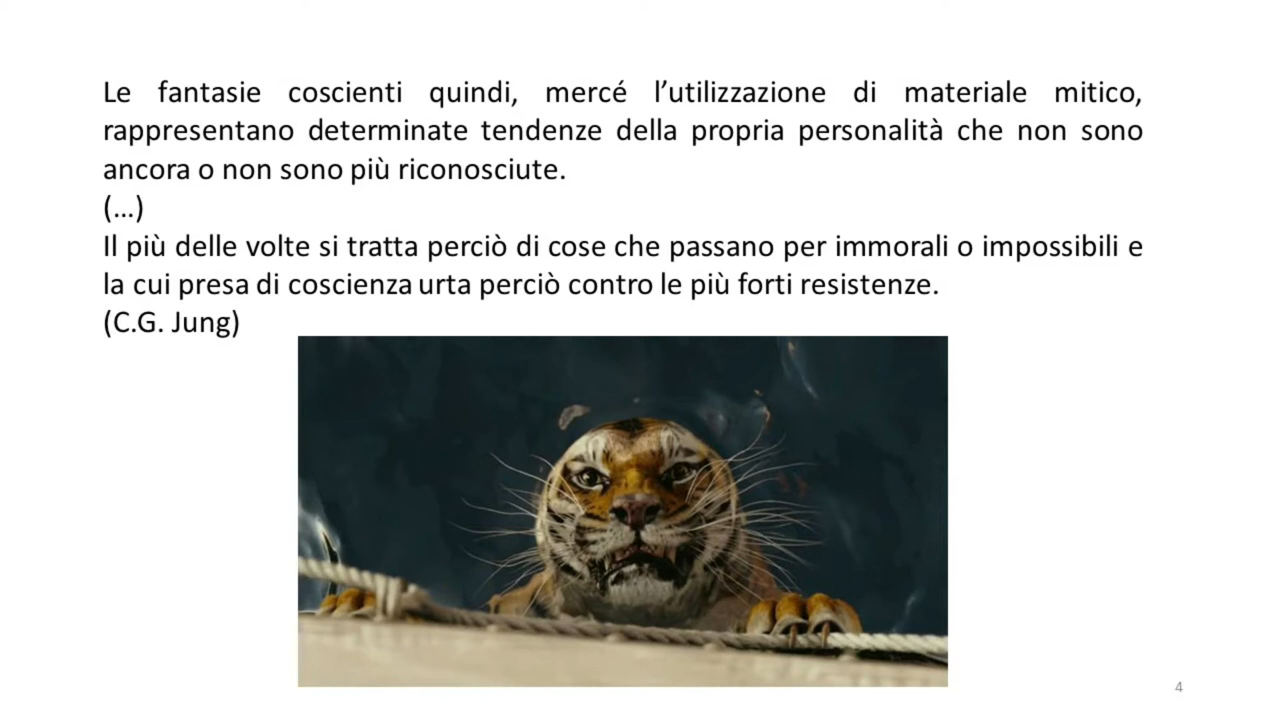 Le fantasie coscienti quindi, mercé l’utilizzazione di materiale mitico,
rappresentano determinate tendenze della propria personalità che non sono
ancora o non sono più riconosciute.
(…)
Il più delle volte si tratta perciò di cose che passano per immorali o impossibili e
la cui presa di coscienza urta perciò contro le più forti resistenze.
(C.G. Jung)
4